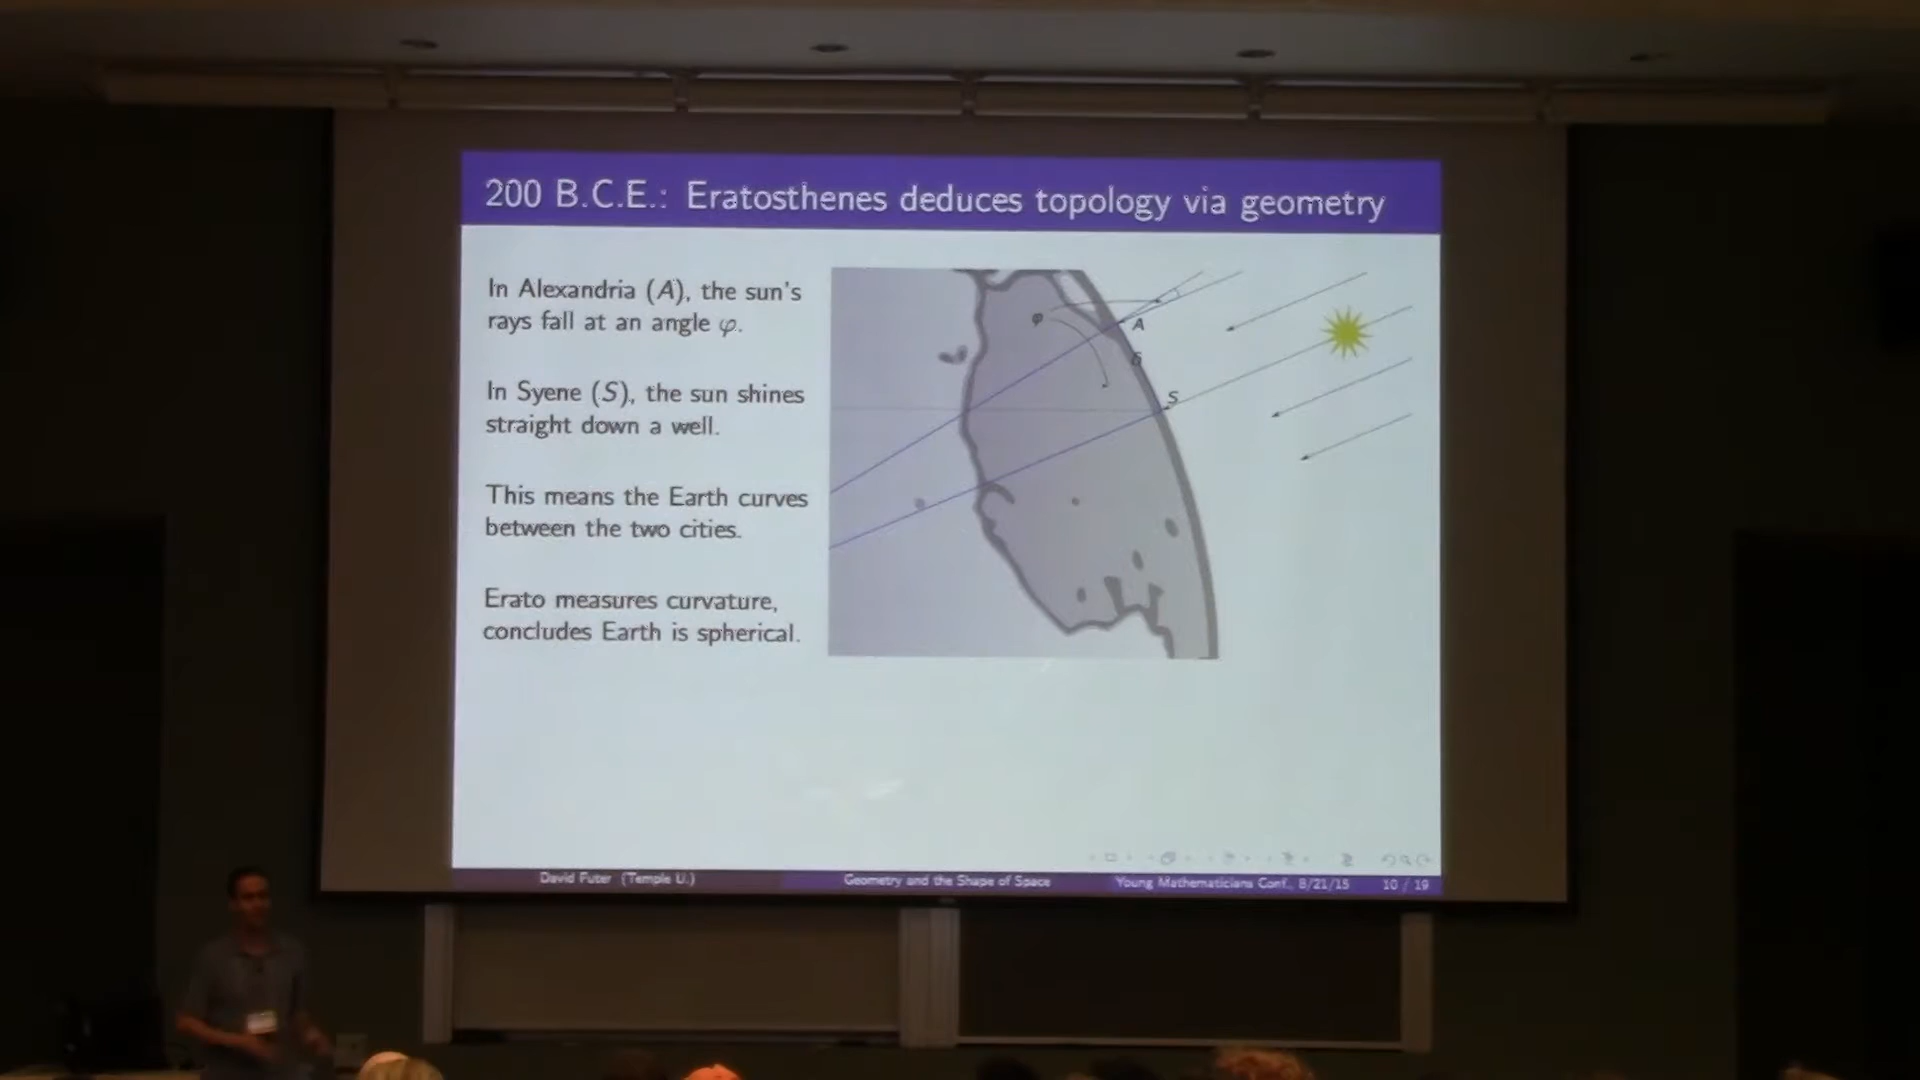 200 B.C.E.: Eratosthenes deduces topology via geometry
In Alexandria (A), the sun's
rays fall at an angle φ.
In Syene (S), the sun shines
straight down a well.
This means the Earth curves
between the two cities.
Erato measures curvature,
concludes Earth is spherical.
φ
A
δ
S
David Futer (Temple U.)
Geometry and the Shape of Space
Young Mathematicians Conf., 8/21/15
10 / 19